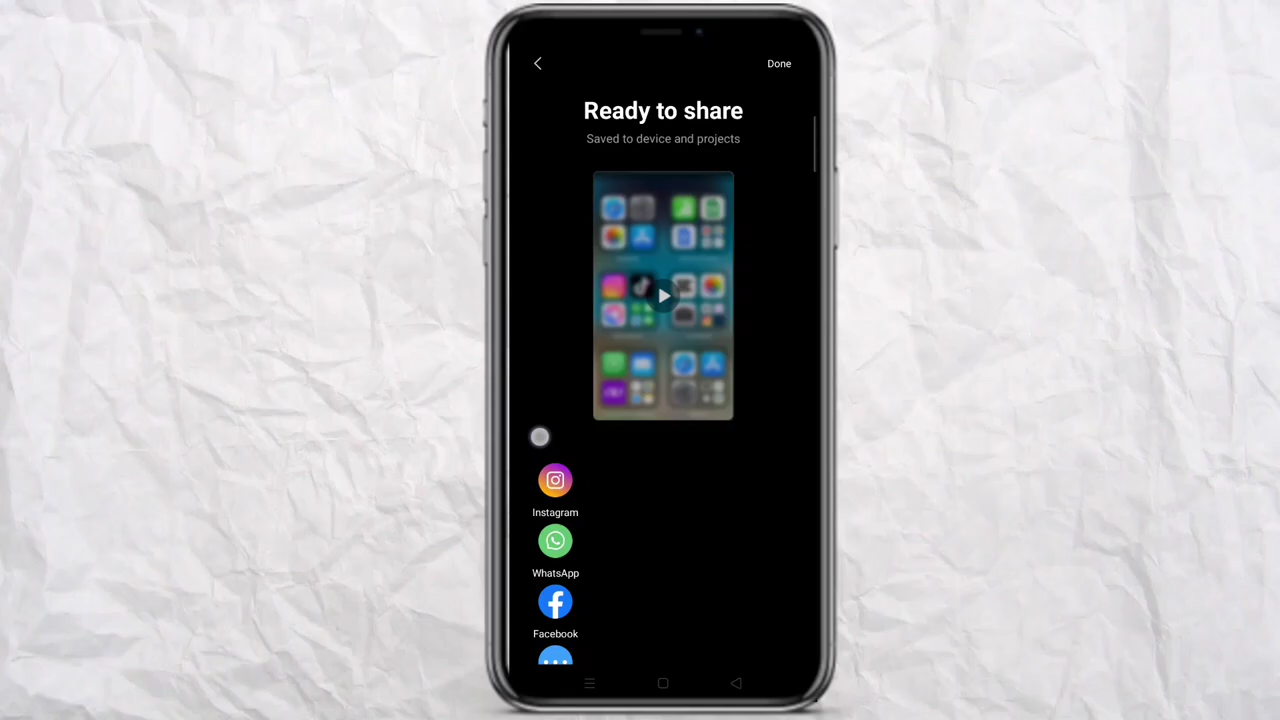 Done
Ready to share
Saved to device and projects
Instagram
WhatsApp
Facebook